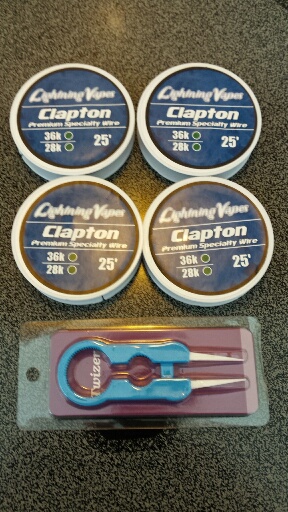 Lightning Vapes
Clapton
Premium Specialty Wire
36k
28k
25'
Lightning Vapes
Clapton
Premium Specialty Wire
36k
28k
25'
Lightning Vapes
Clapton
Premium Specialty Wire
36k
28k
25'
Lightning Vapes
Clapton
Premium Specialty Wire
36k
28k
25'
Twizer